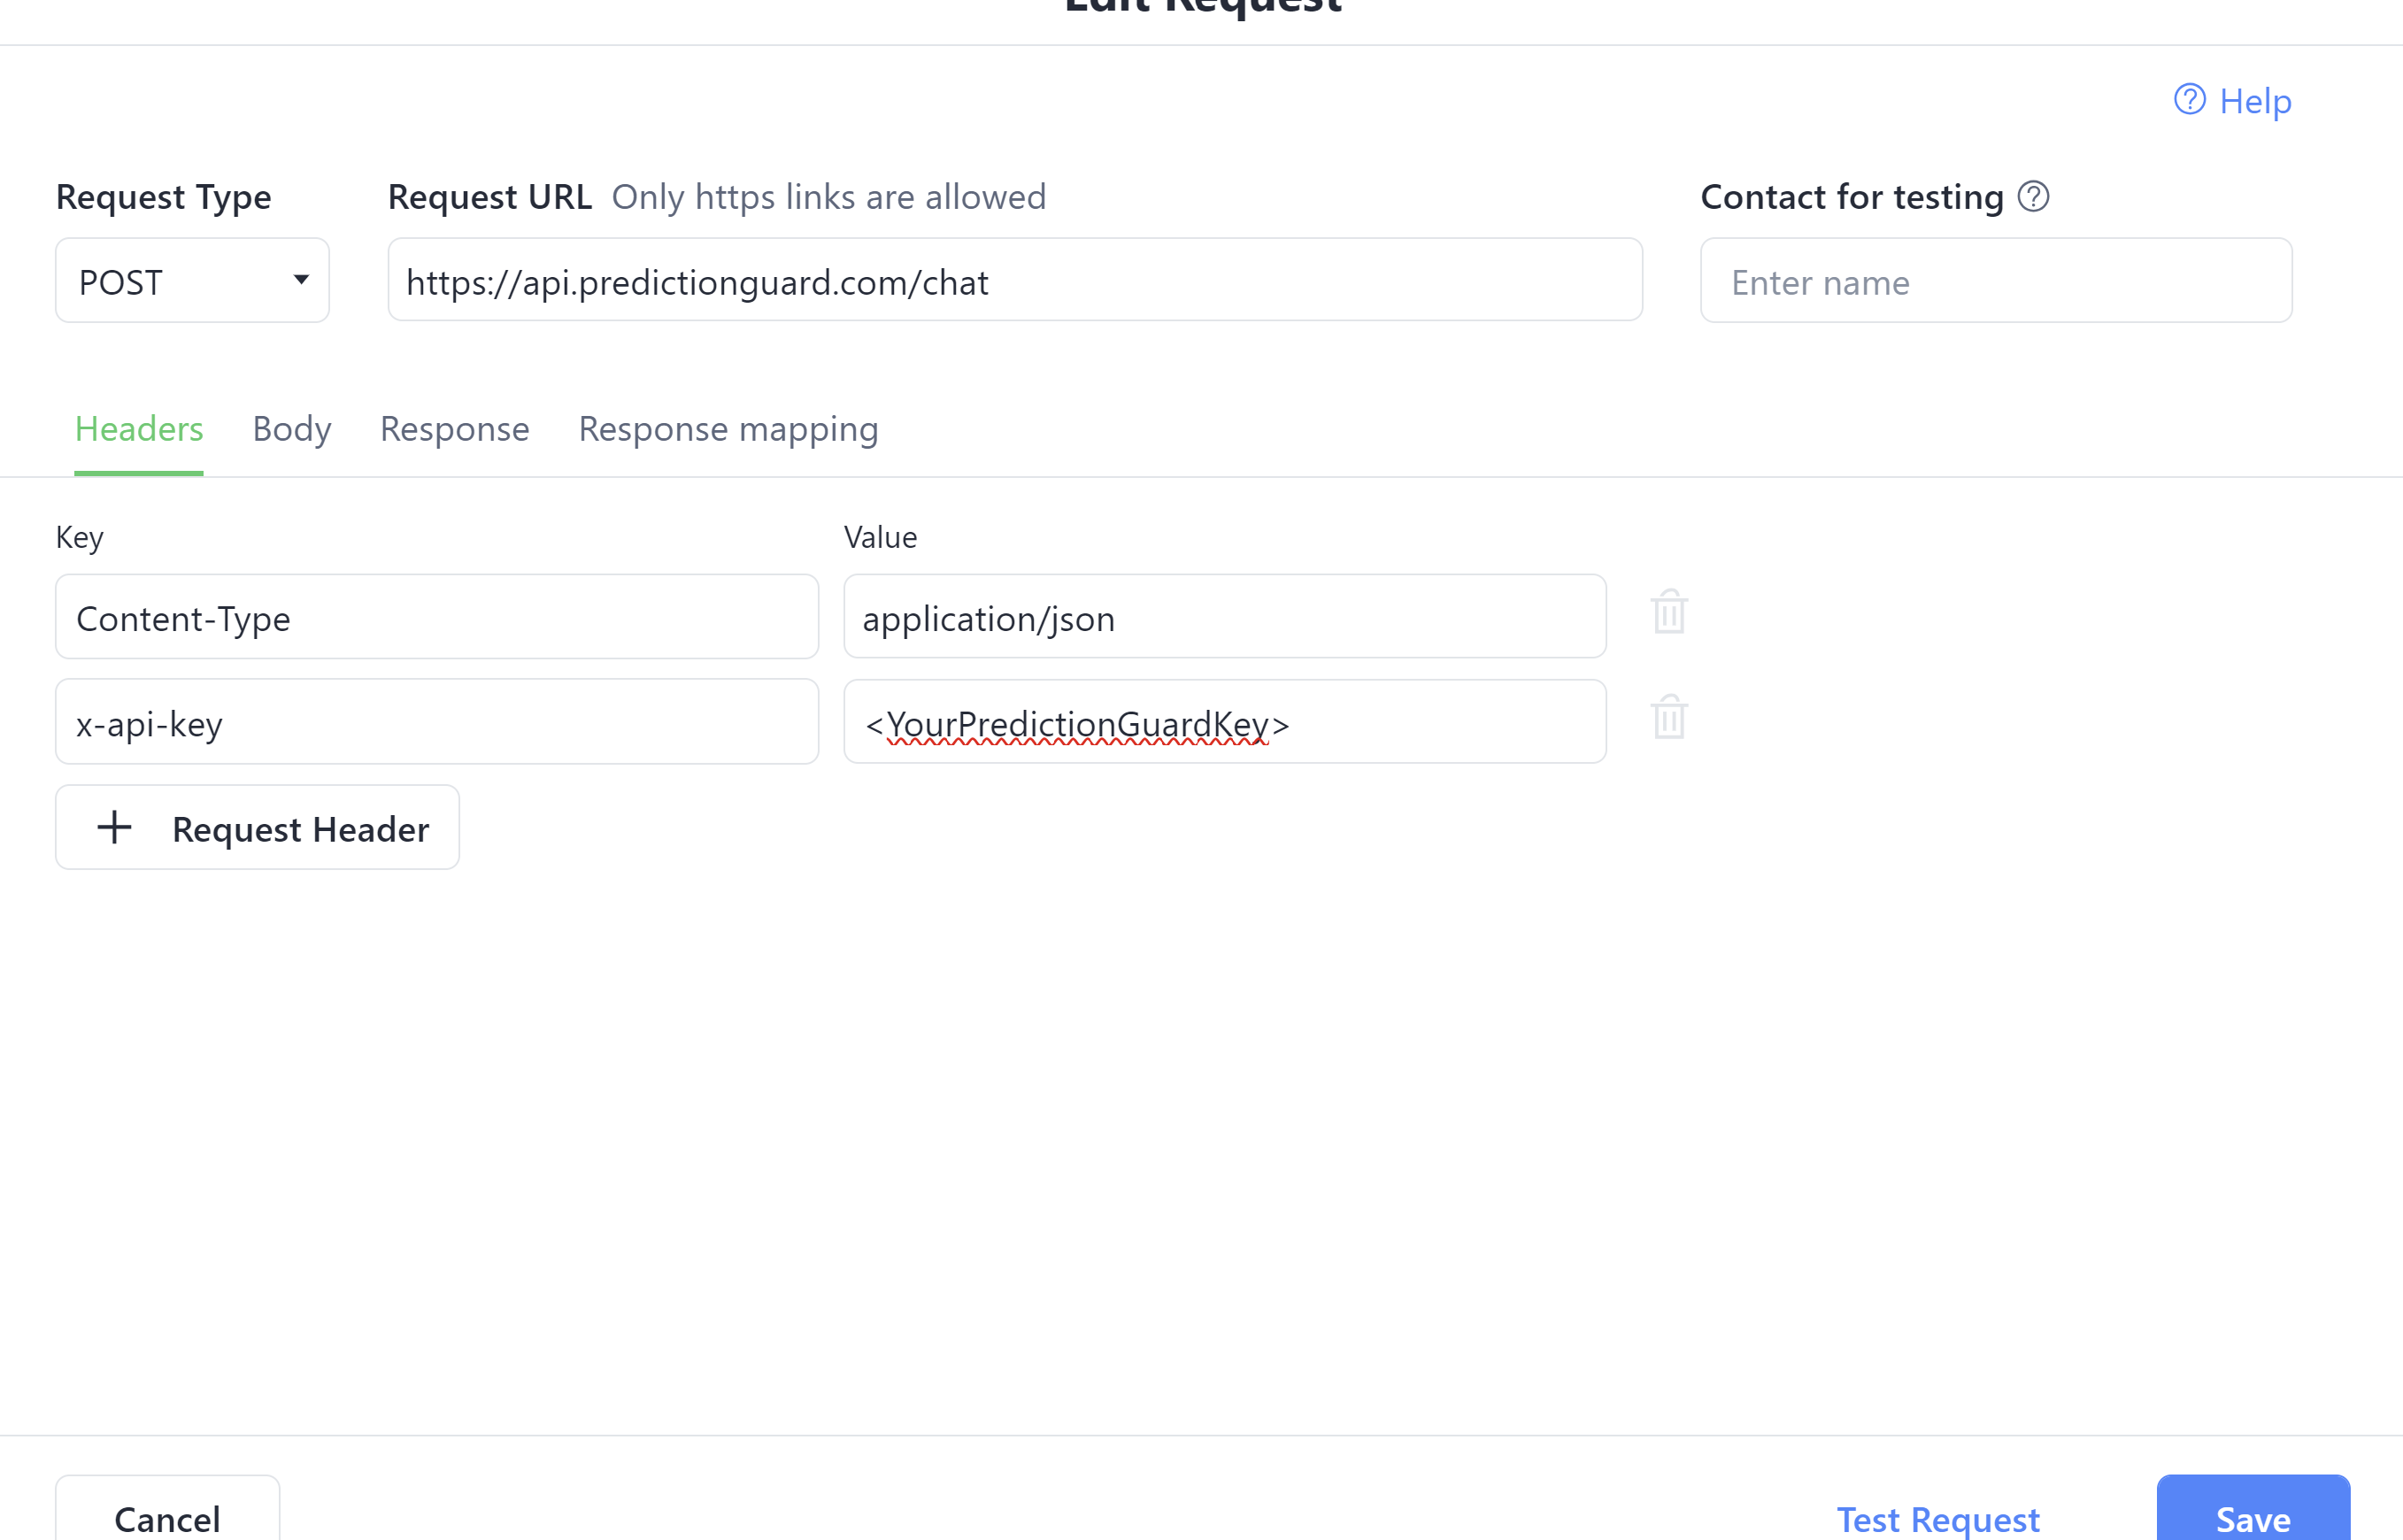 Edit Request
Help
Request Type
Request URL Only https links are allowed
Contact for testing
POST
https://api.predictionguard.com/chat
Enter name
Headers Body Response Response mapping
Key Value
Content-Type application/json
x-api-key <YourPredictionGuardKey>
+ Request Header
Cancel Test Request Save